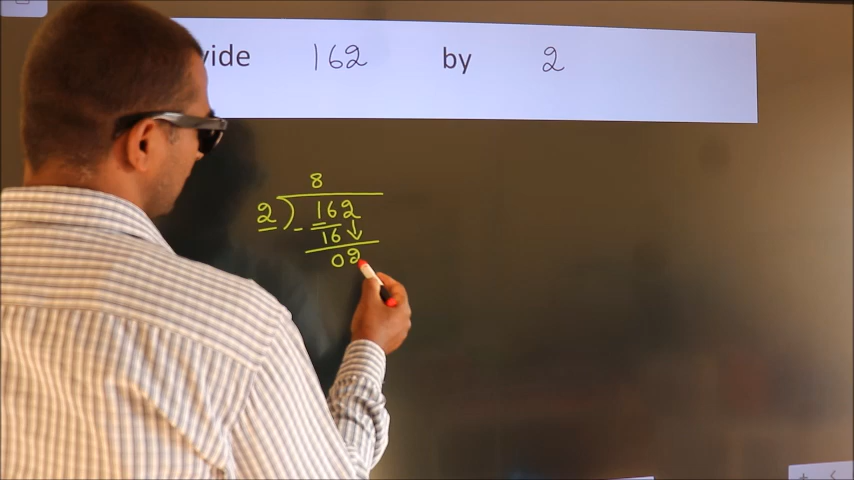 vide 162 by 2
8
2 ) 162
- 16 ↓
02